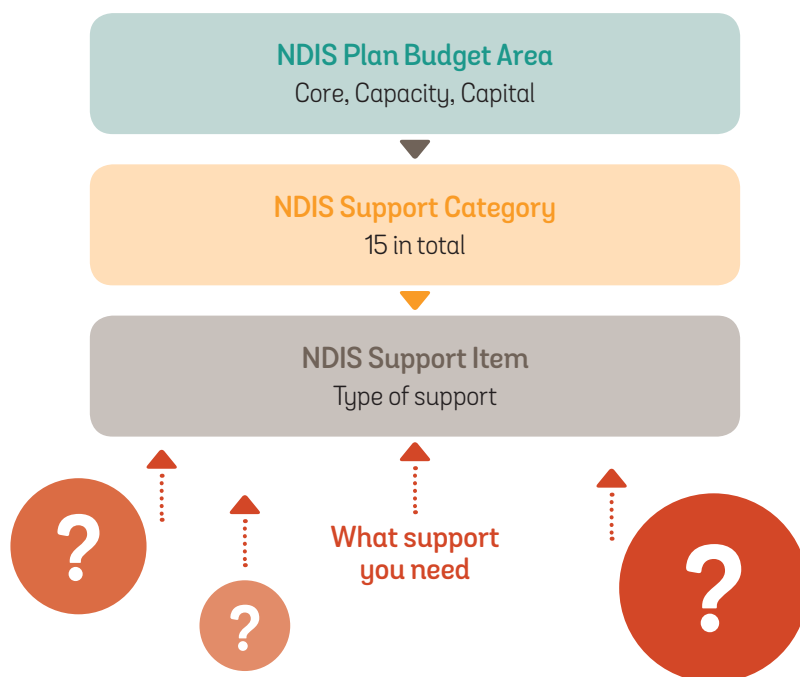 NDIS Plan Budget Area
Core, Capacity, Capital
NDIS Support Category
15 in total
NDIS Support Item
Type of support
What support
you need
?
?
?